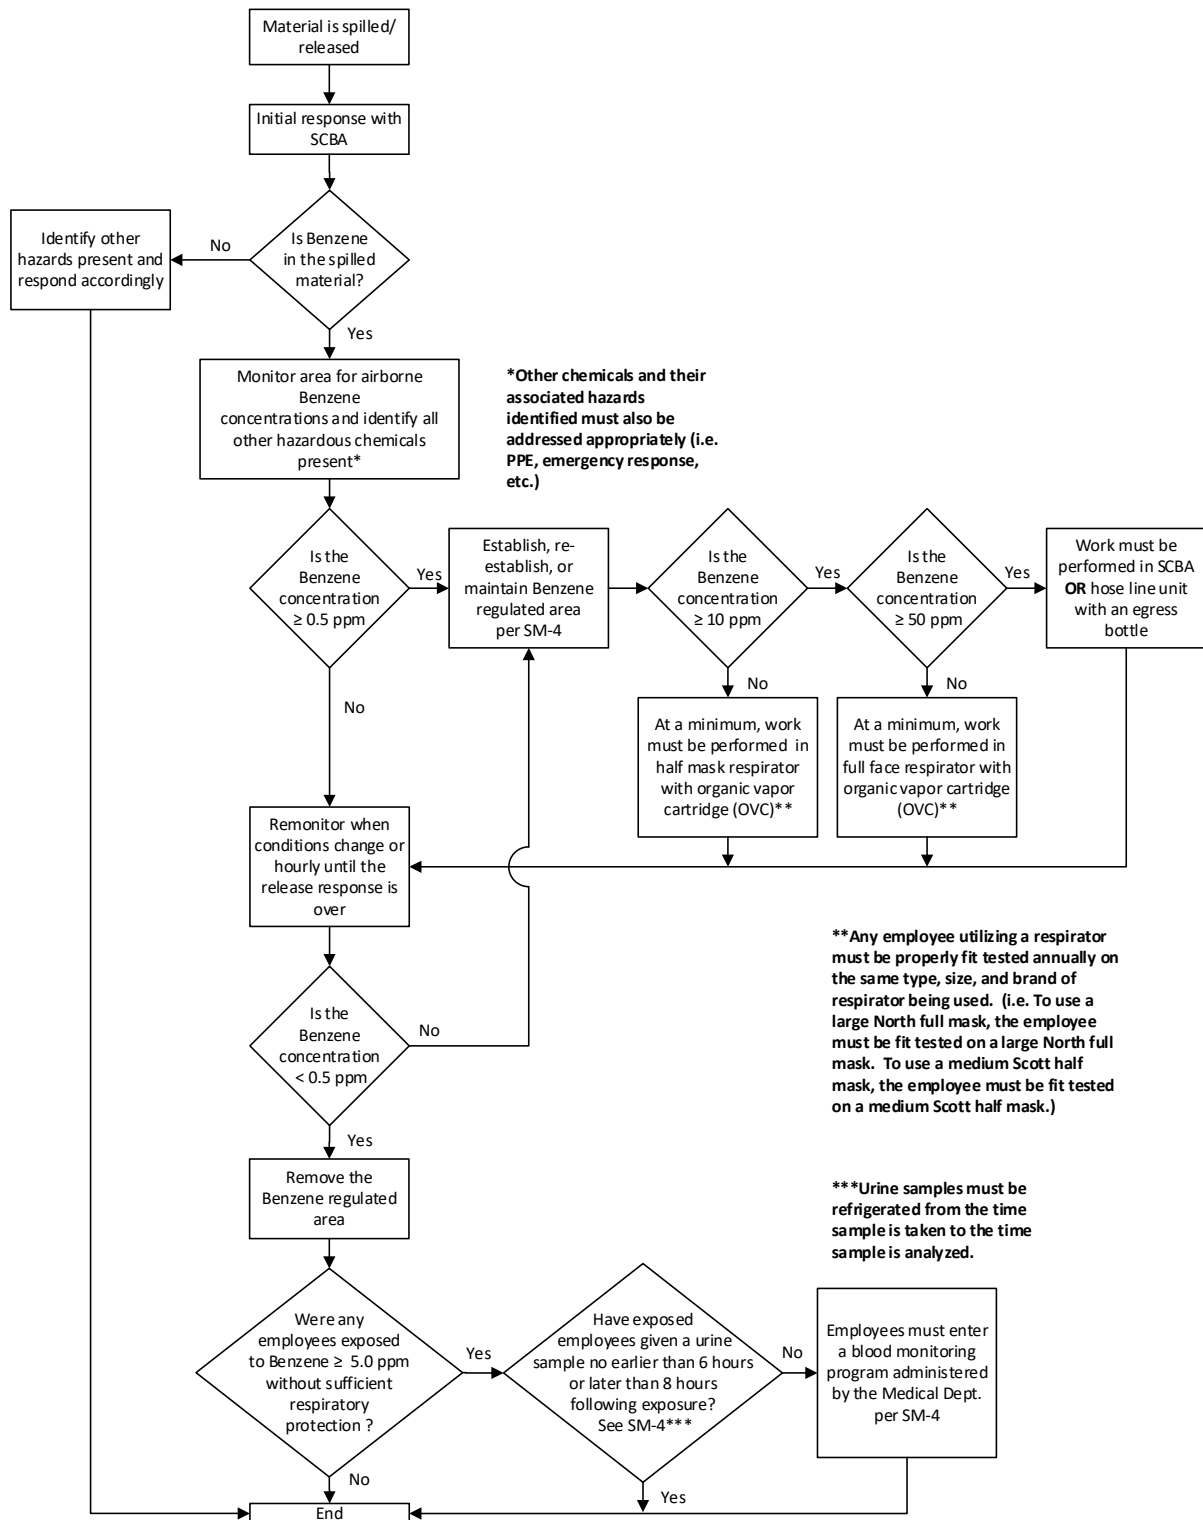 Material is spilled/
released
Initial response with
SCBA
Is Benzene
in the spilled
material?
No
Identify other
hazards present and
respond accordingly
Yes
Monitor area for airborne
Benzene
concentrations and identify all
other hazardous chemicals
present*
*Other chemicals and their
associated hazards
identified must also be
addressed appropriately (i.e.
PPE, emergency response,
etc.)
Is the
Benzene
concentration
≥ 0.5 ppm
Yes
Establish, re-
establish, or
maintain Benzene
regulated area
per SM-4
Is the
Benzene
concentration
≥ 10 ppm
Yes
Is the
Benzene
concentration
≥ 50 ppm
Yes
Work must be
performed in SCBA
OR hose line unit
with an egress
bottle
No
No
No
At a minimum, work
must be performed in
half mask respirator
with organic vapor
cartridge (OVC)**
At a minimum, work
must be performed in
full face respirator with
organic vapor cartridge
(OVC)**
Remonitor when
conditions change or
hourly until the
release response is
over
**Any employee utilizing a respirator
must be properly fit tested annually on
the same type, size, and brand of
respirator being used. (i.e. To use a
large North full mask, the employee
must be fit tested on a large North full
mask. To use a medium Scott half
mask, the employee must be fit tested
on a medium Scott half mask.)
Is the
Benzene
concentration
< 0.5 ppm
No
Yes
Remove the
Benzene regulated
area
***Urine samples must be
refrigerated from the time
sample is taken to the time
sample is analyzed.
Were any
employees exposed
to Benzene ≥ 5.0 ppm
without sufficient
respiratory
protection ?
Yes
Have exposed
employees given a urine
sample no earlier than 6 hours
or later than 8 hours
following exposure?
See SM-4***
No
Employees must enter
a blood monitoring
program administered
by the Medical Dept.
per SM-4
No
Yes
End